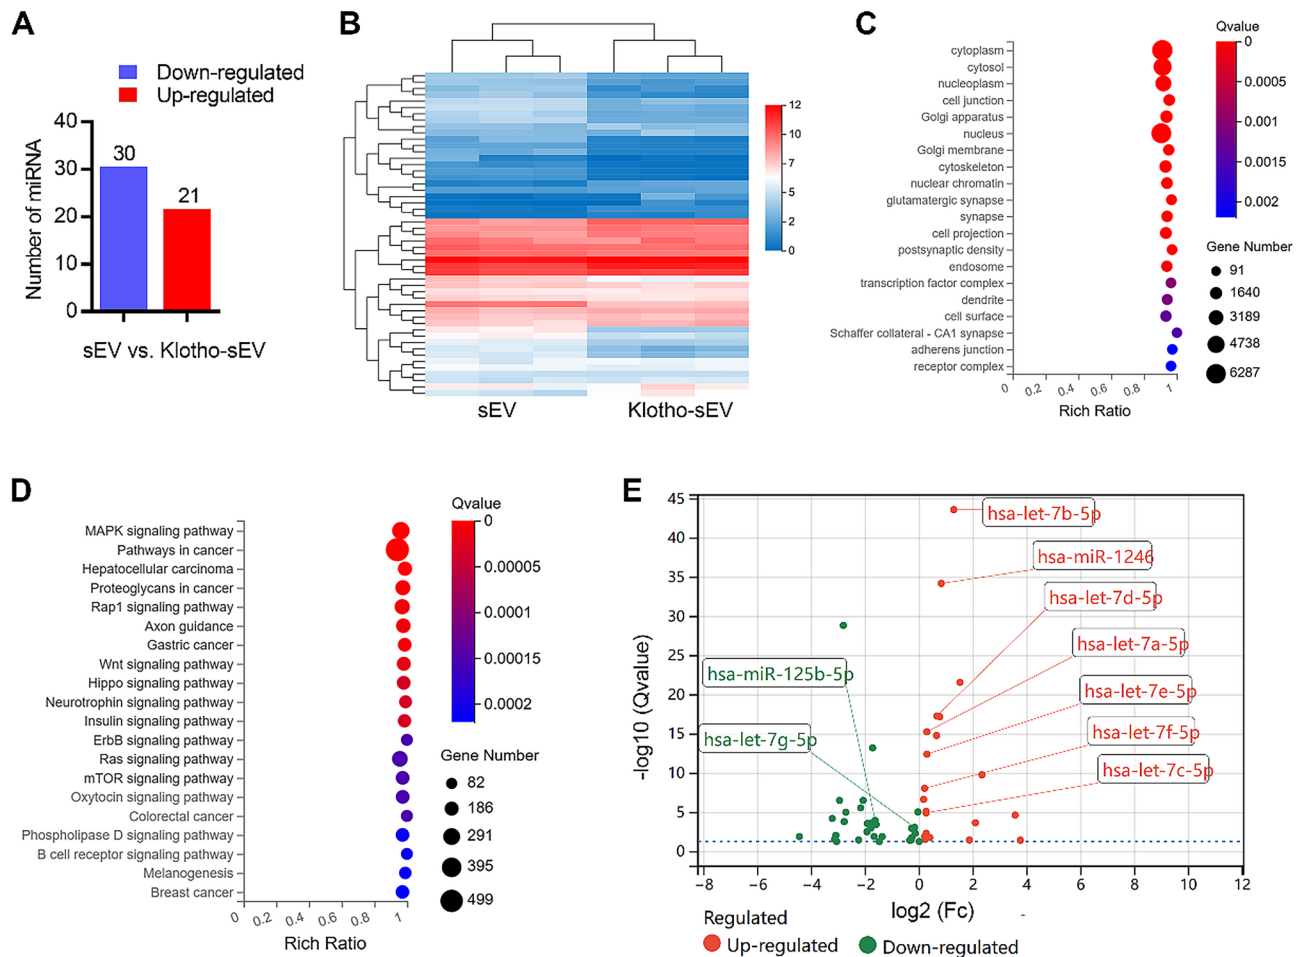 A
Down-regulated
Up-regulated
Number of miRNA
40
30
20
10
0
30
21
sEV vs. Klotho-sEV
B
12
10
7
5
2
0
sEV
Klotho-sEV
C
cytoplasm
cytosol
nucleoplasm
cell junction
Golgi apparatus
nucleus
Golgi membrane
cytoskeleton
nuclear chromatin
glutamatergic synapse
synapse
cell projection
postsynaptic density
endosome
transcription factor complex
dendrite
cell surface
Schaffer collateral - CA1 synapse
adherens junction
receptor complex
0 0.2 0.4 0.6 0.8 1
Rich Ratio
Qvalue
0
0.0005
0.001
0.0015
0.002
Gene Number
91
1640
3189
4738
6287
D
MAPK signaling pathway
Pathways in cancer
Hepatocellular carcinoma
Proteoglycans in cancer
Rap1 signaling pathway
Axon guidance
Gastric cancer
Wnt signaling pathway
Hippo signaling pathway
Neurotrophin signaling pathway
Insulin signaling pathway
ErbB signaling pathway
Ras signaling pathway
mTOR signaling pathway
Oxytocin signaling pathway
Colorectal cancer
Phospholipase D signaling pathway
B cell receptor signaling pathway
Melanogenesis
Breast cancer
0 0.2 0.4 0.6 0.8 1
Rich Ratio
Qvalue
0
0.00005
0.0001
0.00015
0.0002
Gene Number
82
186
291
395
499
E
-log10 (Qvalue)
45
40
35
30
25
20
15
10
5
0
hsa-let-7b-5p
hsa-miR-1246
hsa-let-7d-5p
hsa-let-7a-5p
hsa-miR-125b-5p
hsa-let-7e-5p
hsa-let-7f-5p
hsa-let-7g-5p
hsa-let-7c-5p
−8 −6 −4 −2 0 2 4 6 8 10 12
log2 (Fc)
Regulated
Up-regulated
Down-regulated